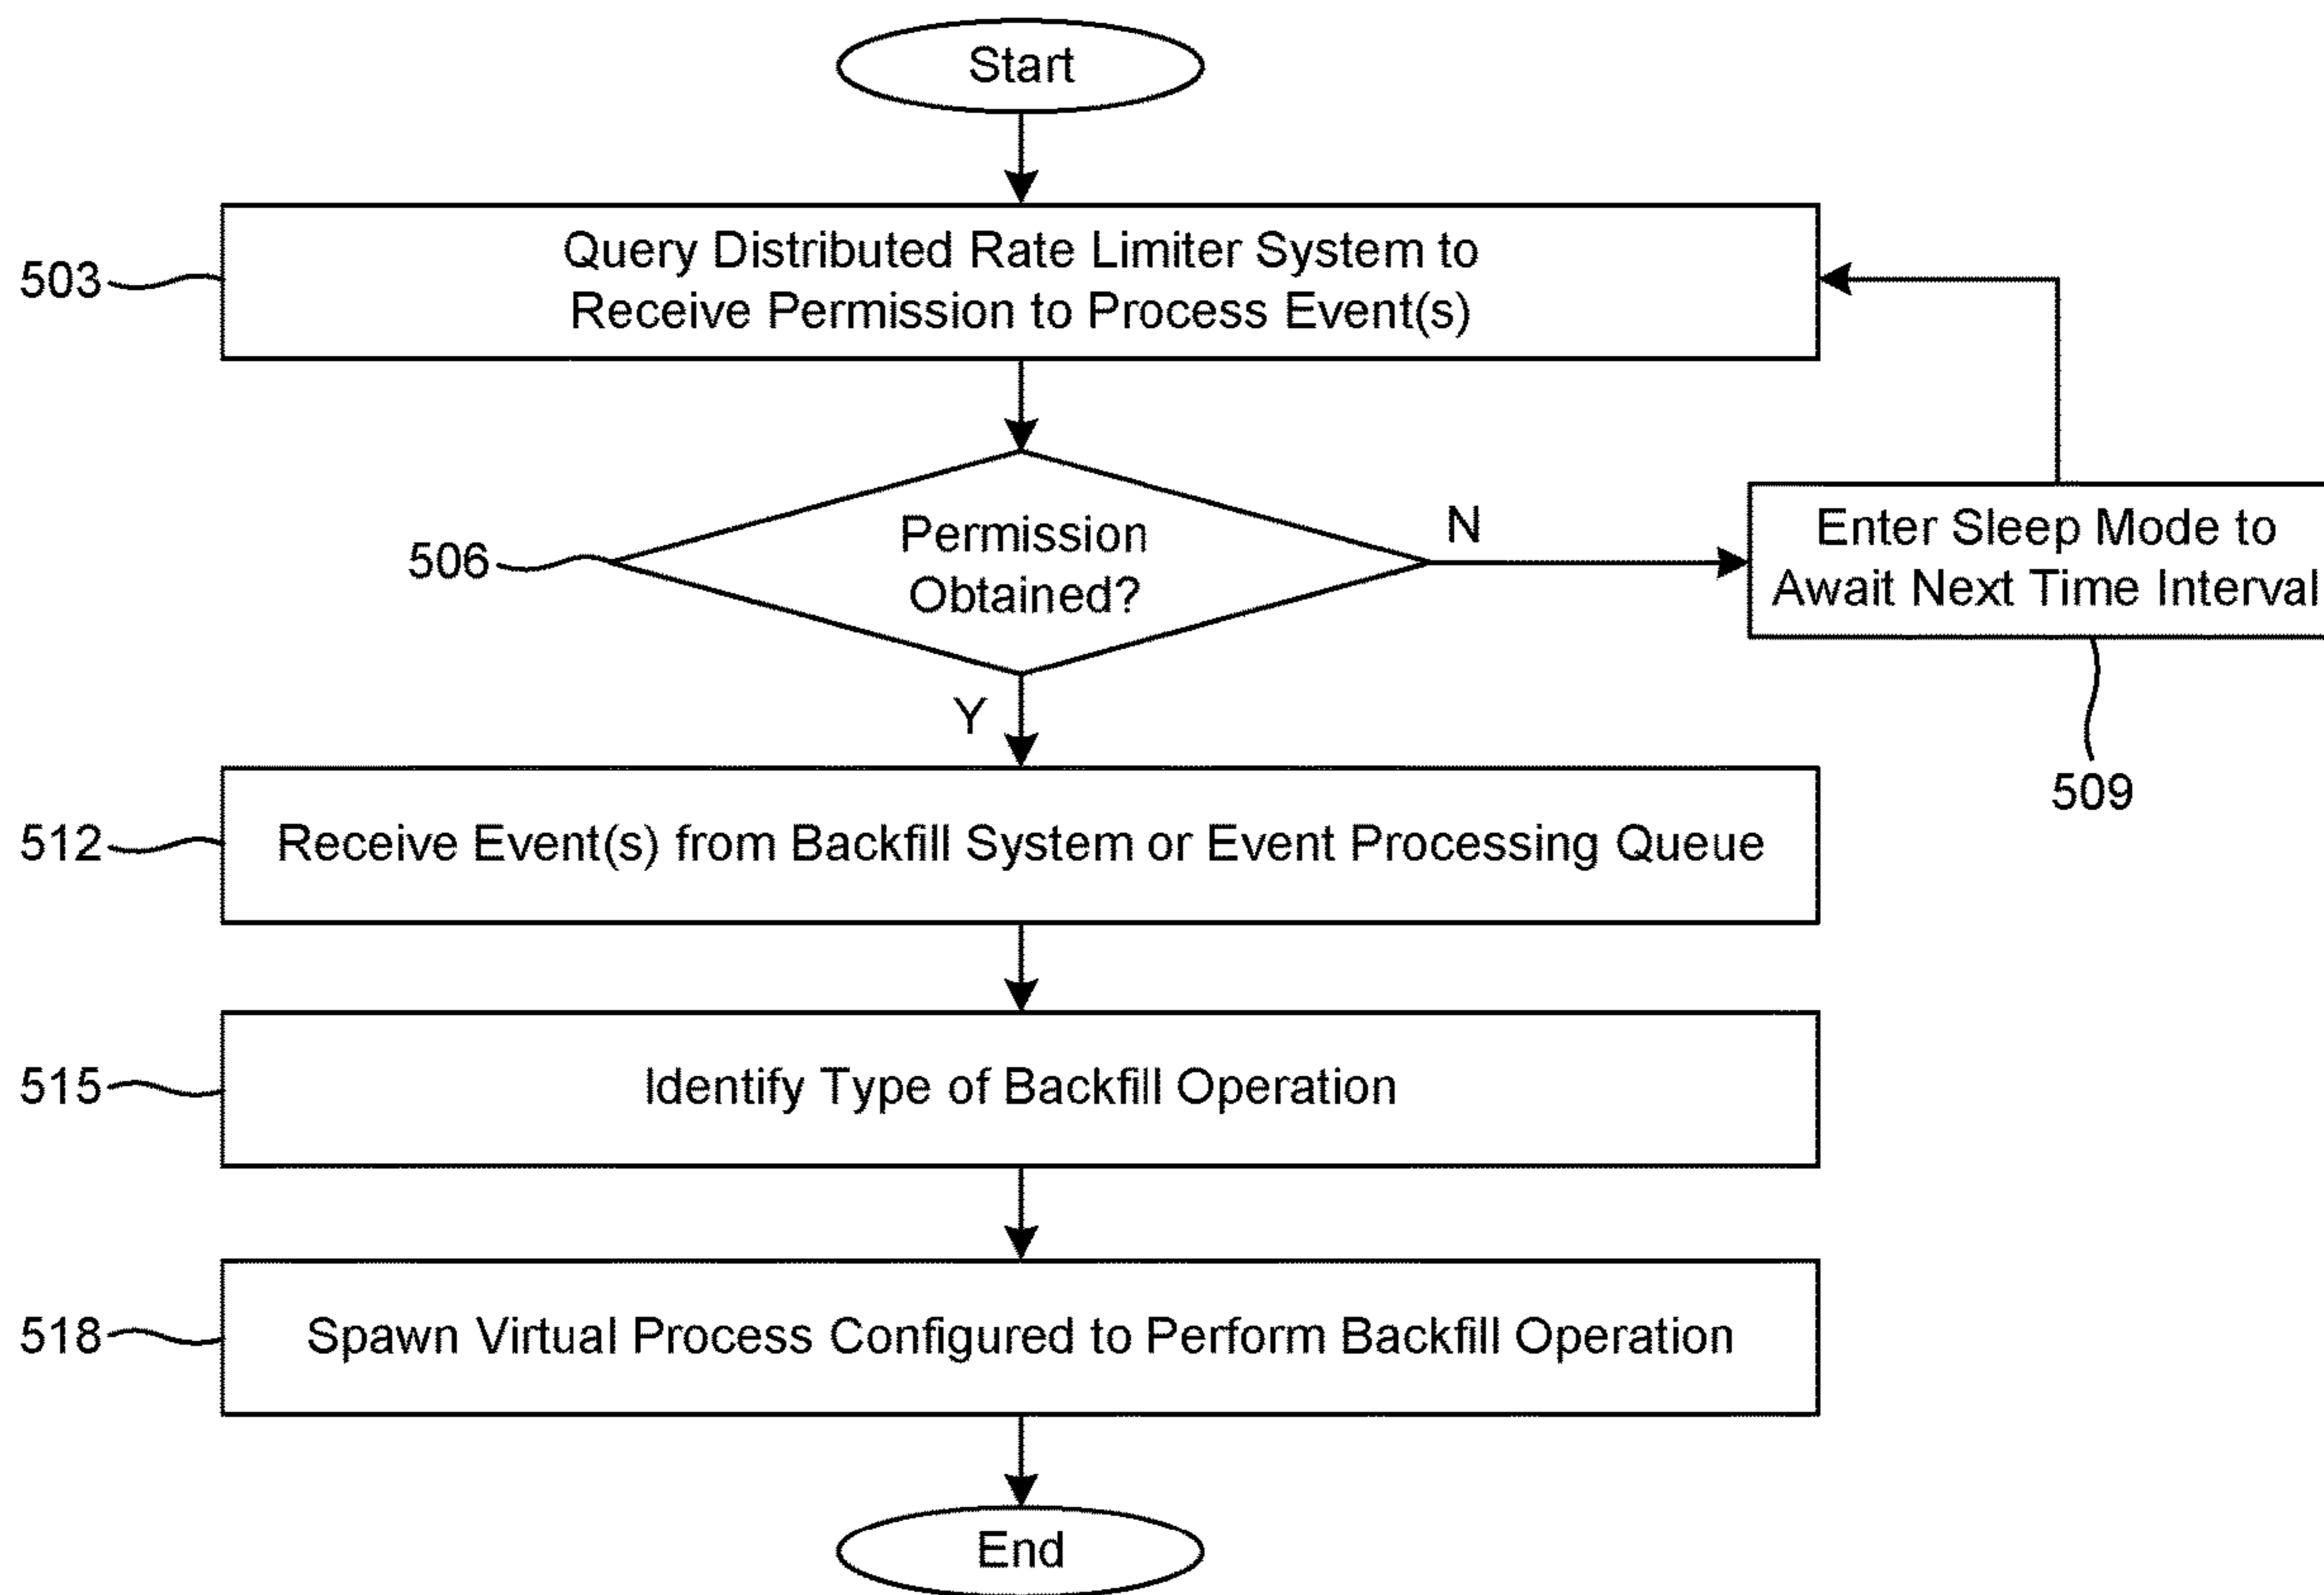 Start
503
Query Distributed Rate Limiter System to
Receive Permission to Process Event(s)
506
Permission
Obtained?
N
Enter Sleep Mode to
Await Next Time Interval
509
Y
512
Receive Event(s) from Backfill System or Event Processing Queue
515
Identify Type of Backfill Operation
518
Spawn Virtual Process Configured to Perform Backfill Operation
End